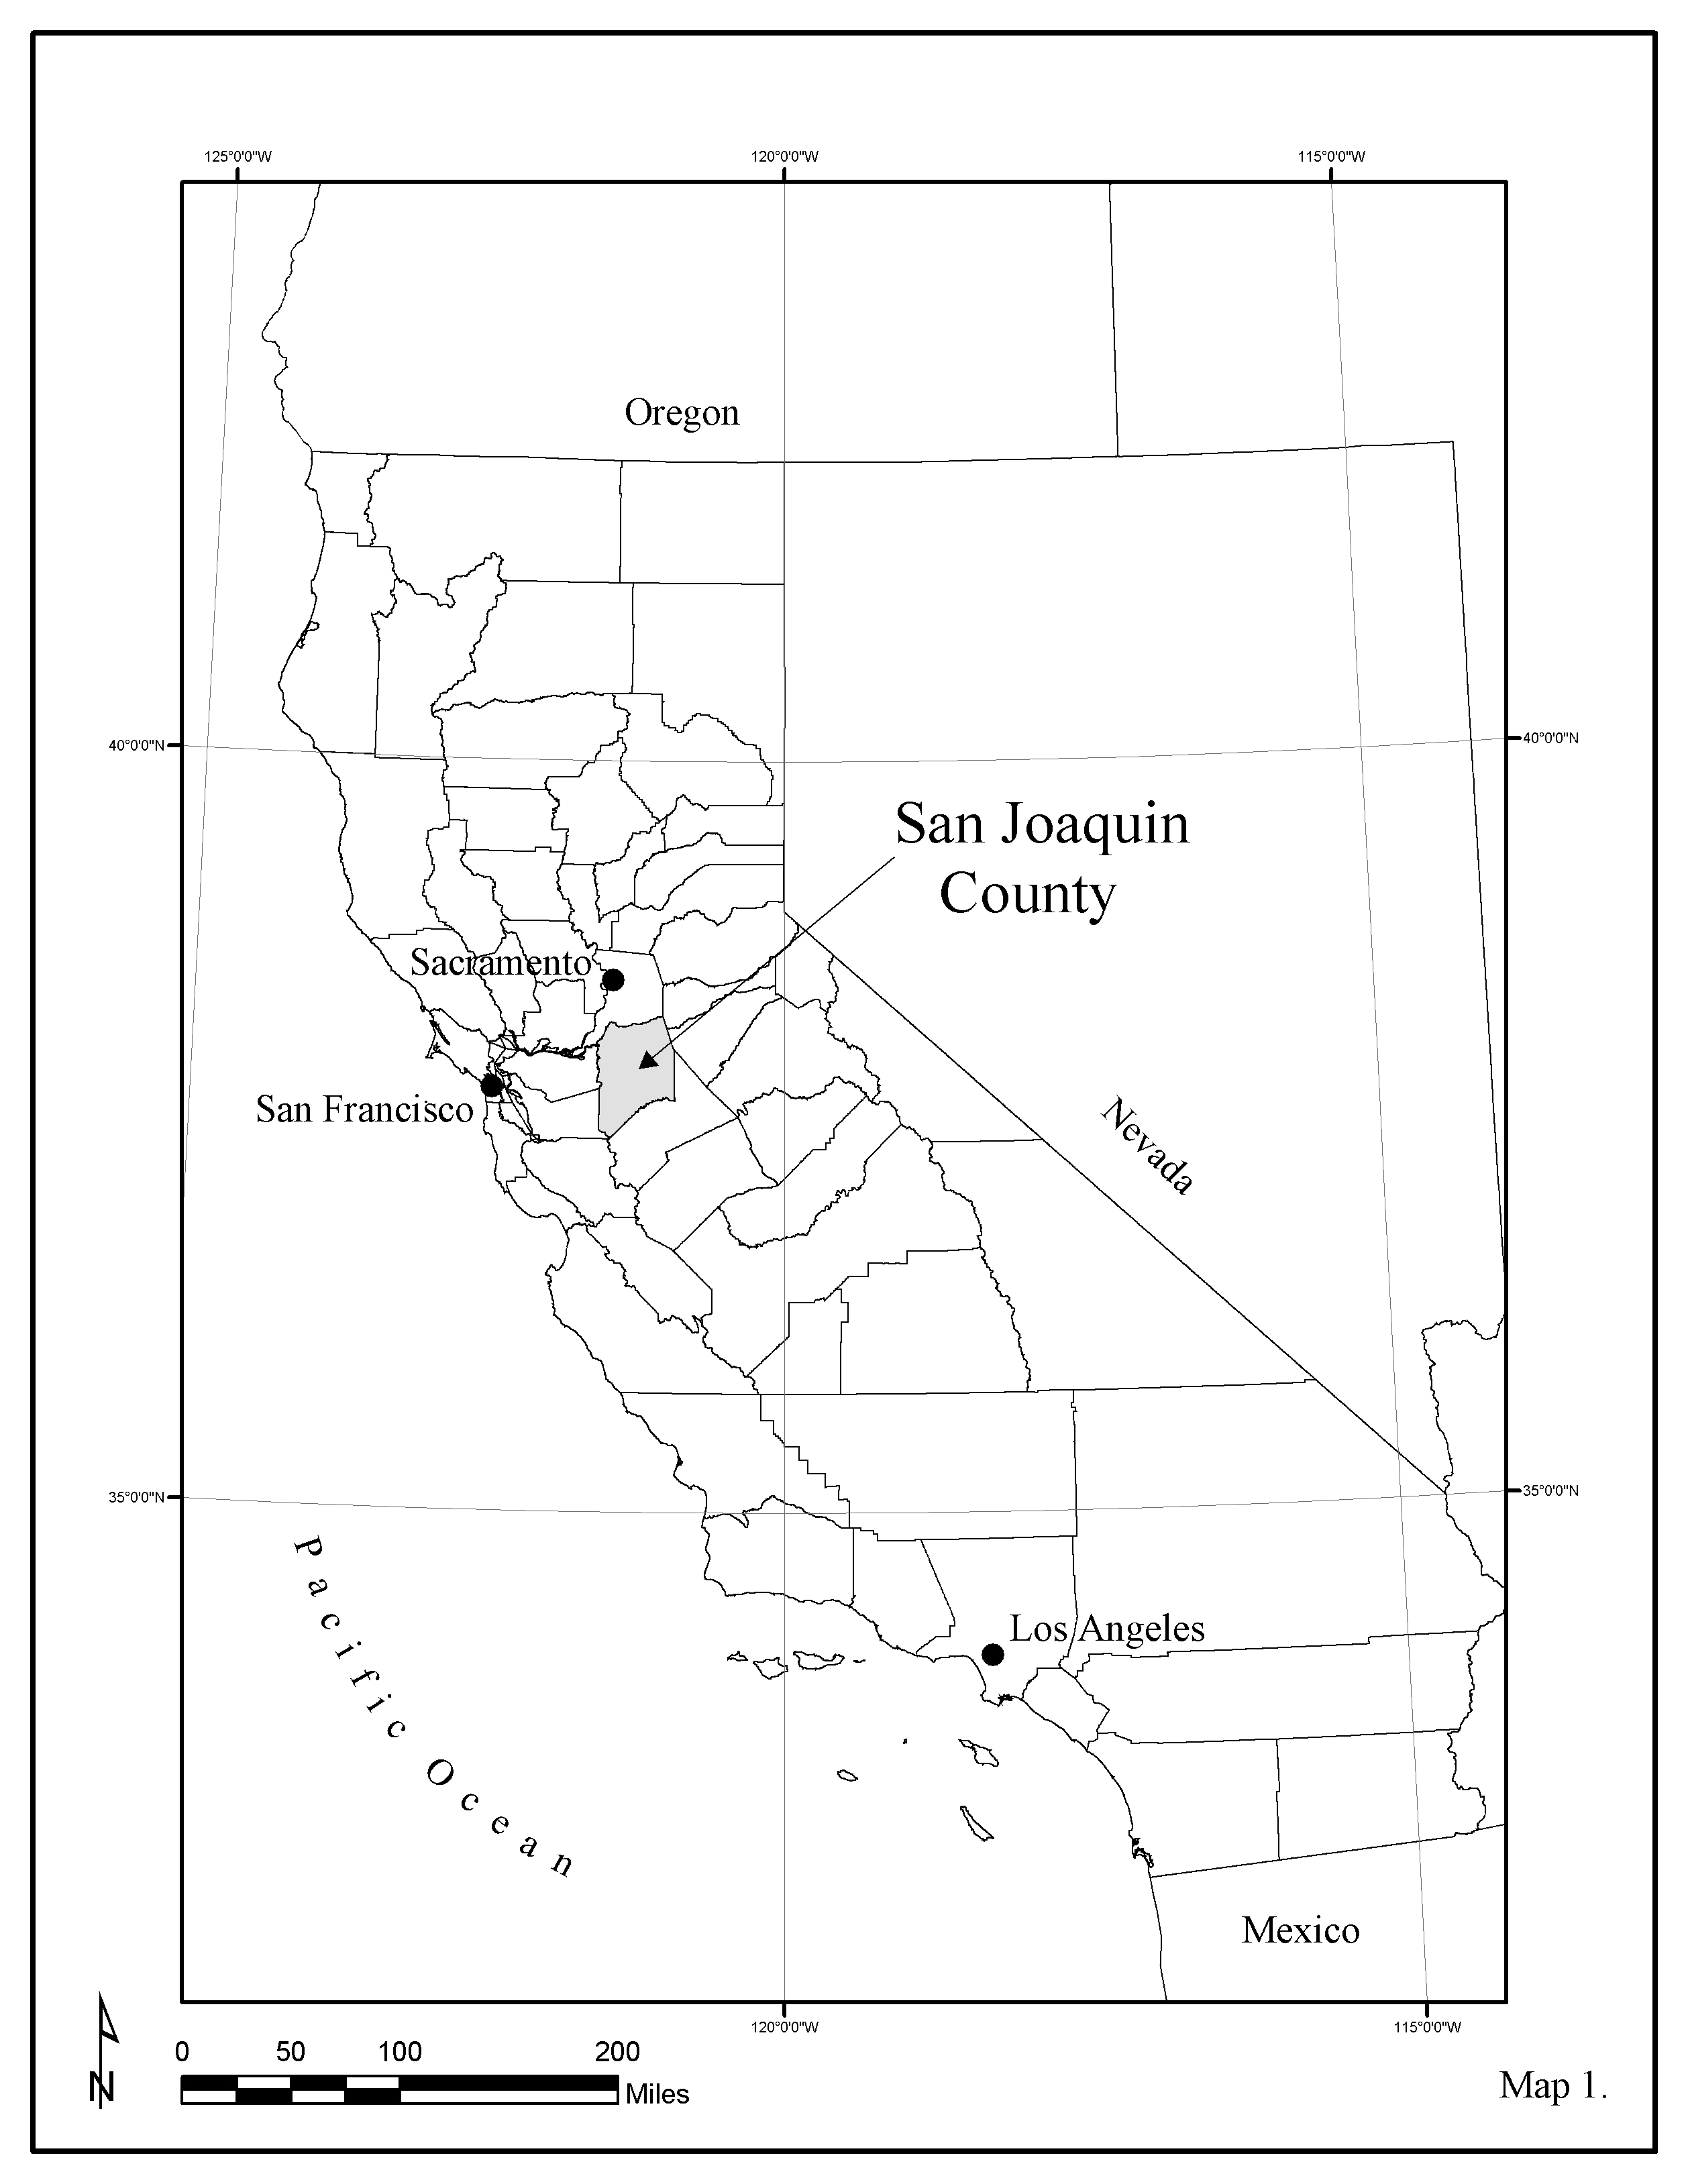 125°0'0"W
120°0'0"W
115°0'0"W
Oregon
40°0'0"N
40°0'0"N
San Joaquin
County
Sacramento
San Francisco
Nevada
35°0'0"N
35°0'0"N
Pacific Ocean
Los Angeles
Mexico
120°0'0"W
115°0'0"W
0 50 100 200
Miles
N
Map 1.